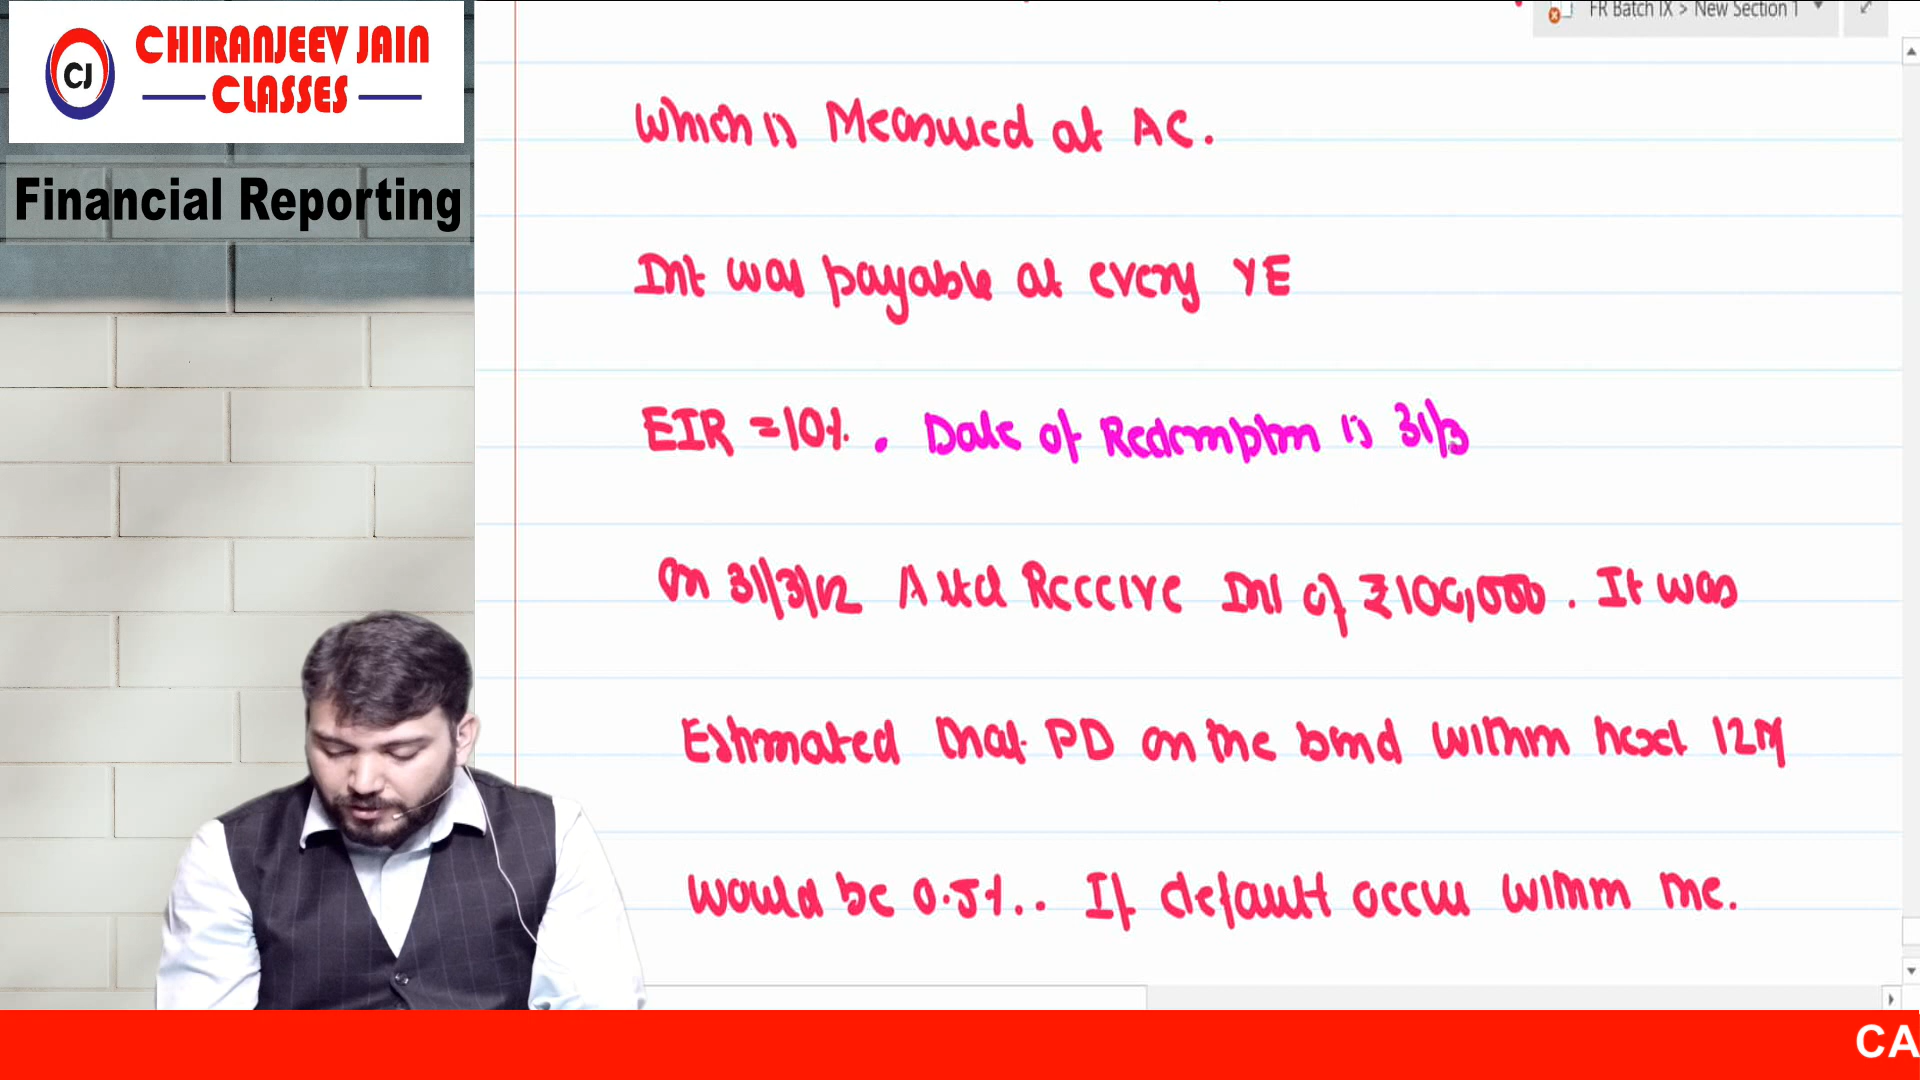 CHIRANJEEV JAIN
CLASSES
CJ
Financial Reporting
FR Batch IX > New Section 1
Which is Measured at AC.
Int was payable at every YE
EIR = 10%. Date of Redemption is 31/3
On 31/3/12 A Ltd Receive Int of ₹100,000. It was
Estimated that PD on the bond within next 12M
would be 0.5%.. If default occur within the.
CA